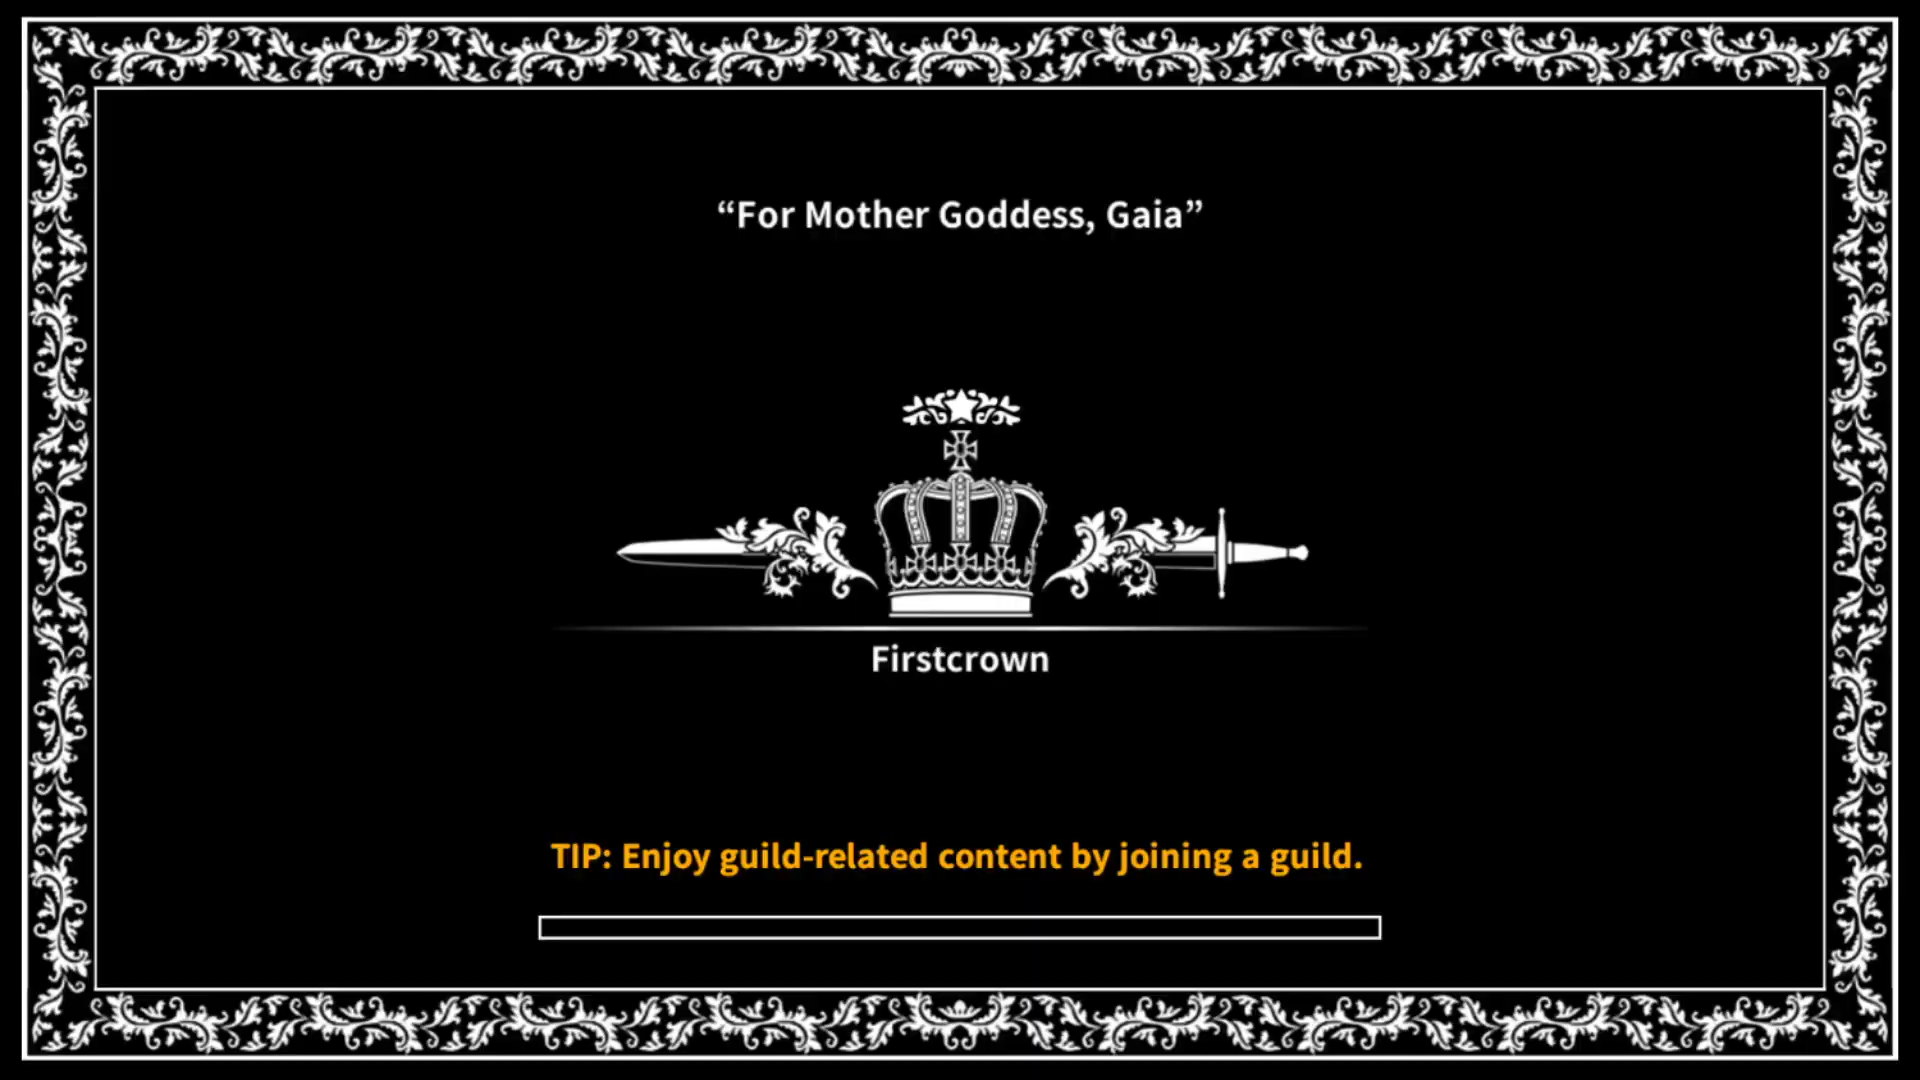 “For Mother Goddess, Gaia”
Firstcrown
TIP: Enjoy guild-related content by joining a guild.